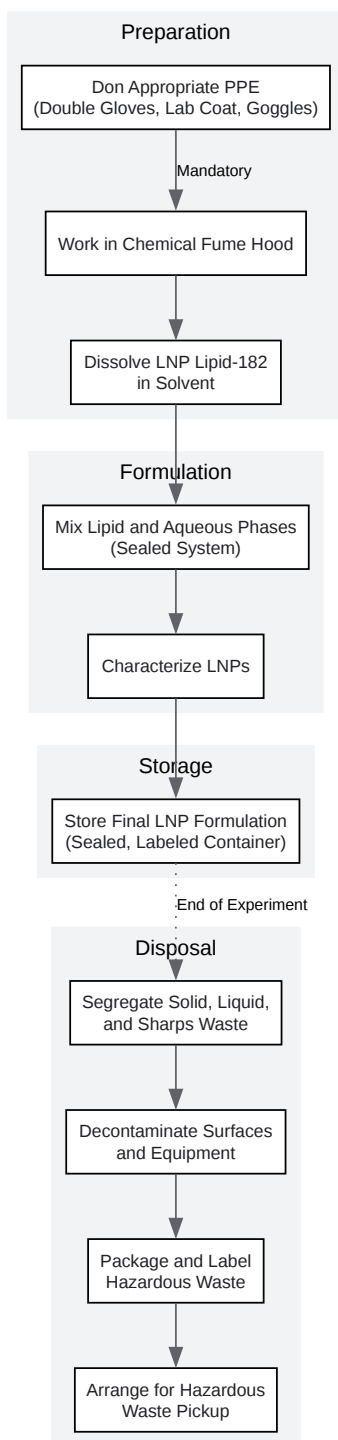 Preparation
Don Appropriate PPE
(Double Gloves, Lab Coat, Goggles)
Mandatory
Work in Chemical Fume Hood
Dissolve LNP Lipid-182
in Solvent
Formulation
Mix Lipid and Aqueous Phases
(Sealed System)
Characterize LNPs
Storage
Store Final LNP Formulation
(Sealed, Labeled Container)
End of Experiment
Disposal
Segregate Solid, Liquid,
and Sharps Waste
Decontaminate Surfaces
and Equipment
Package and Label
Hazardous Waste
Arrange for Hazardous
Waste Pickup